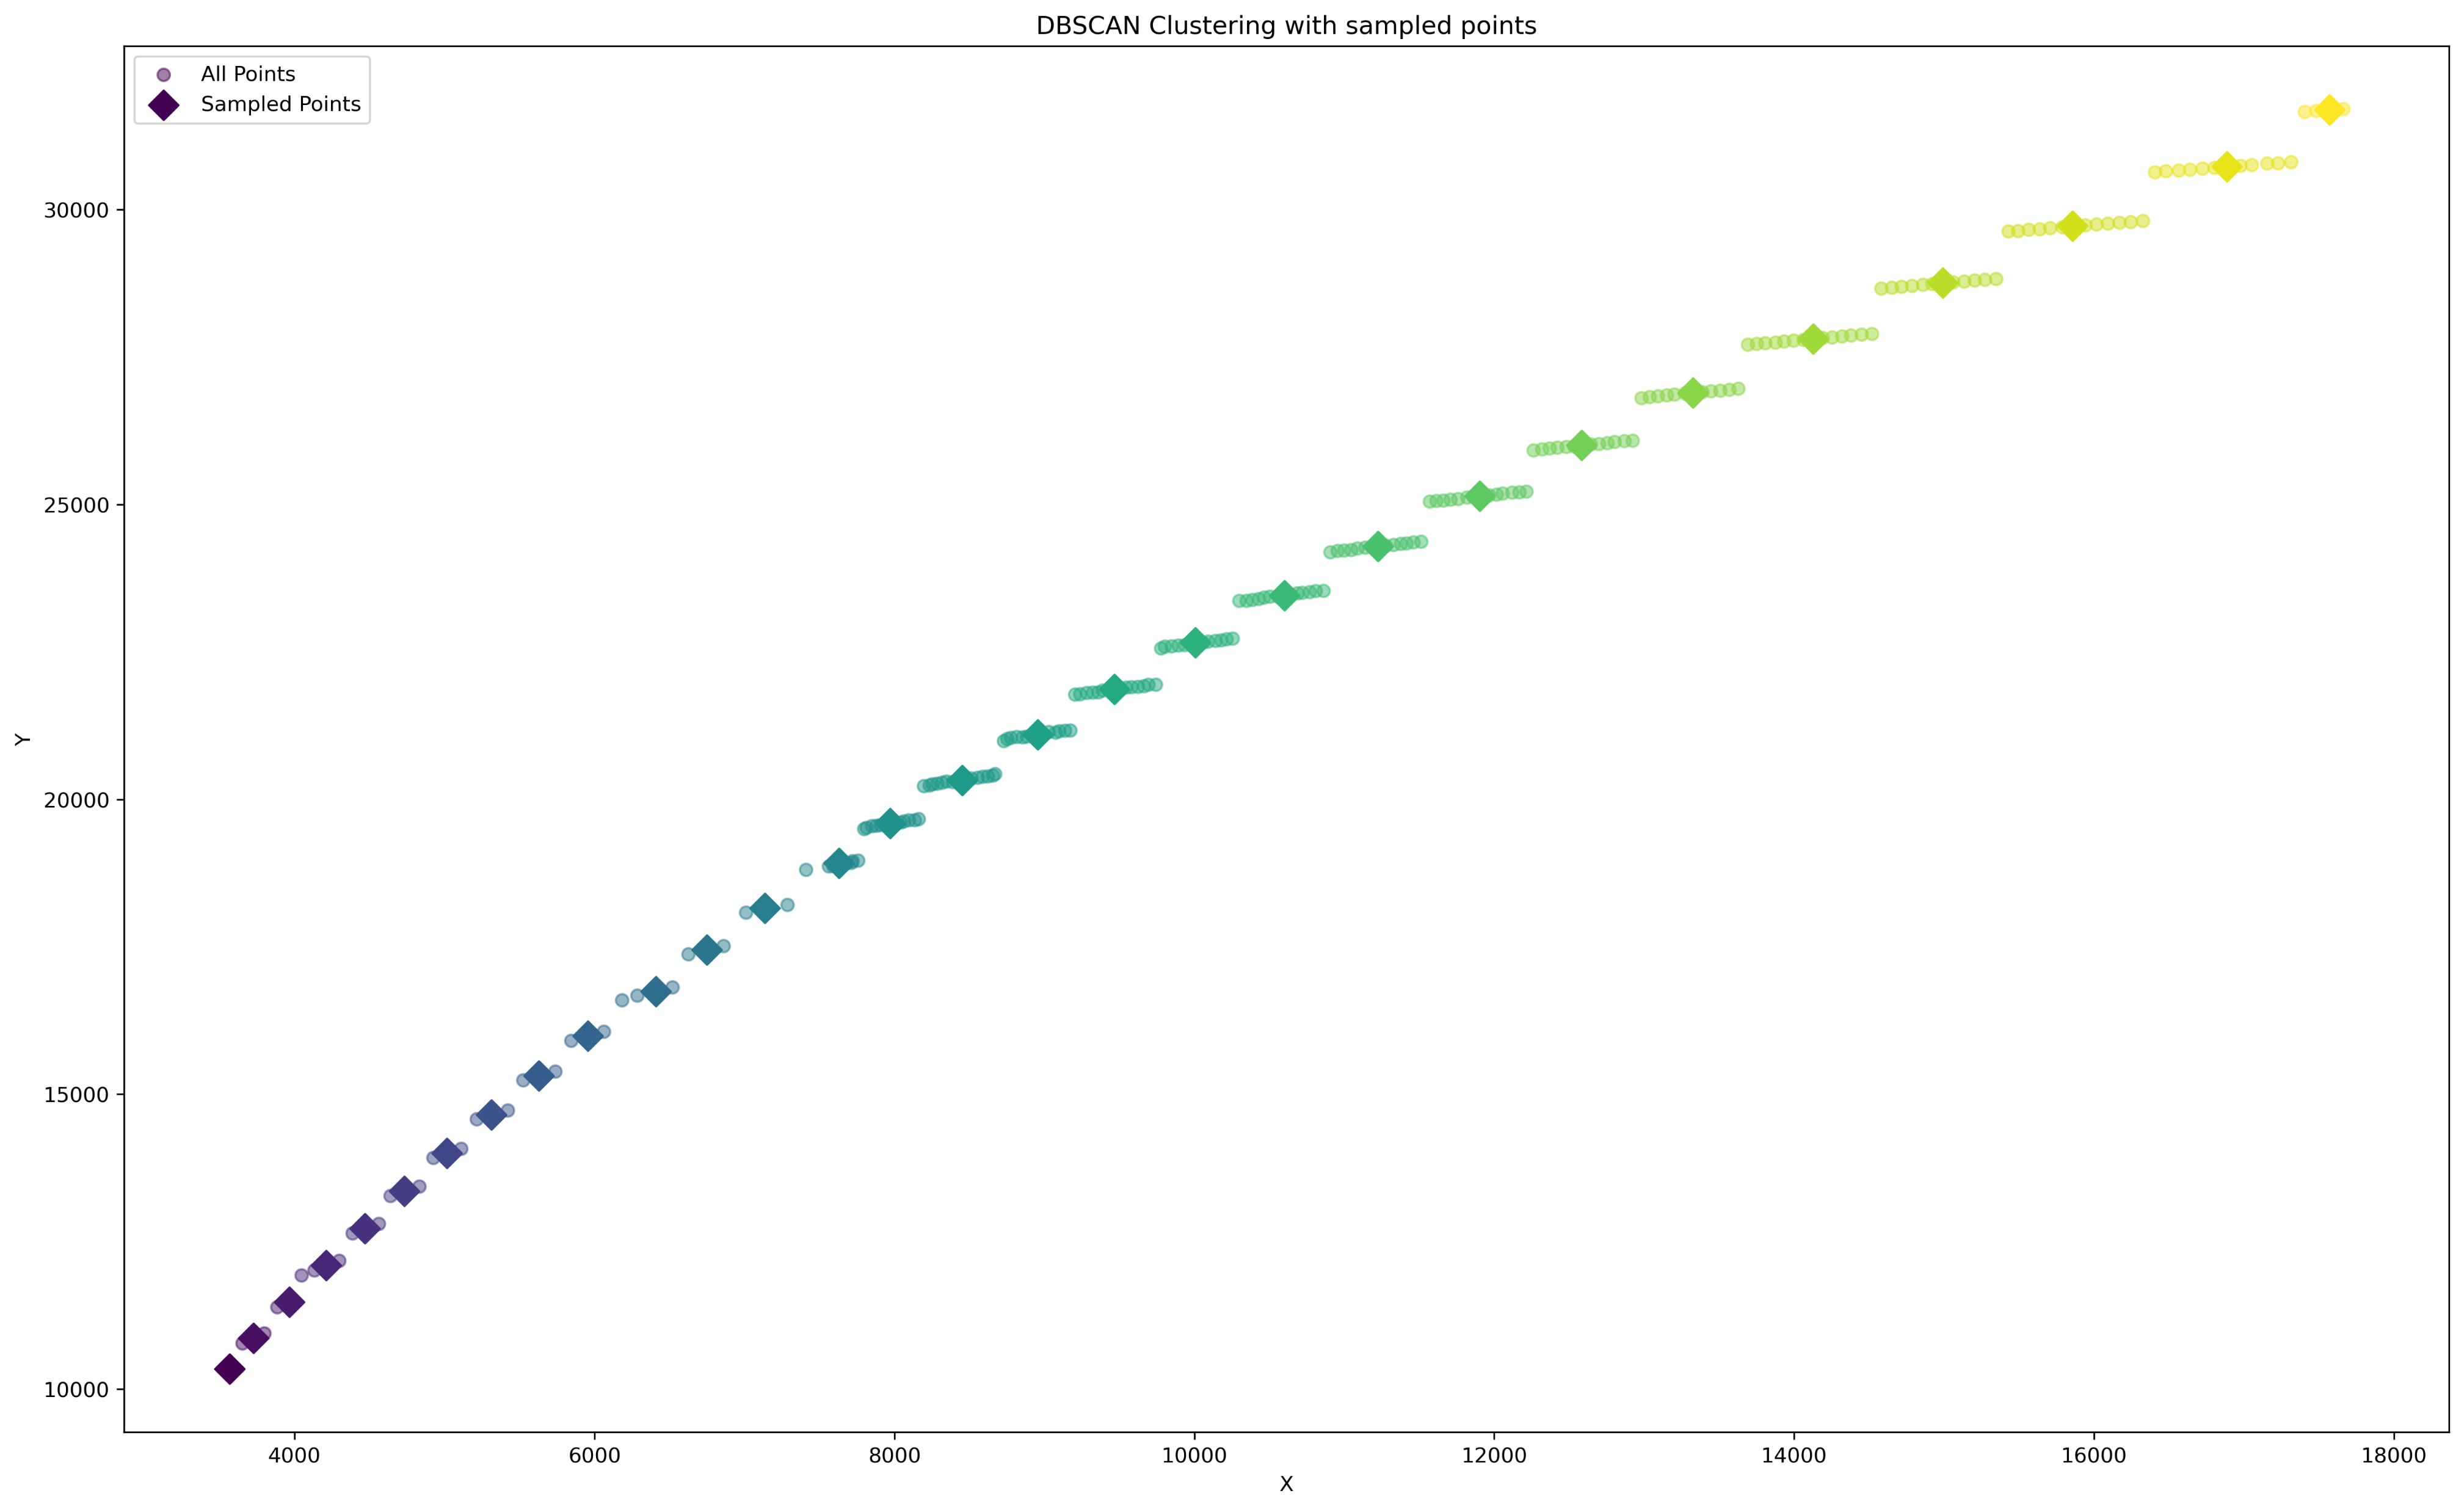 DBSCAN Clustering with sampled points
All Points
Sampled Points
30000
25000
20000
15000
10000
Y
4000 6000 8000 10000 12000 14000 16000 18000
X